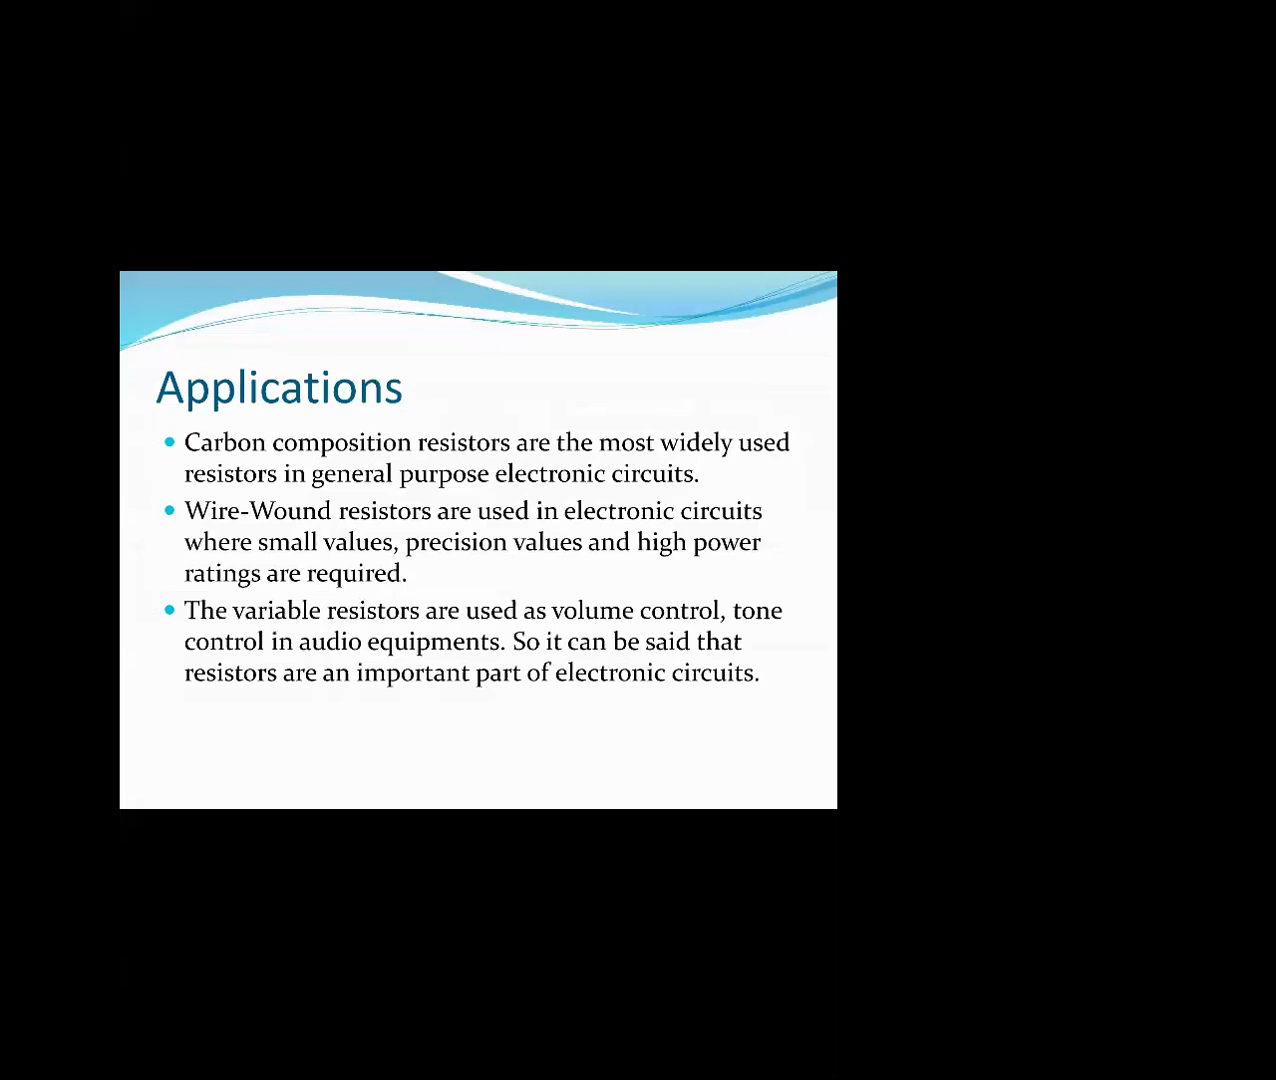 Applications
• Carbon composition resistors are the most widely used
resistors in general purpose electronic circuits.
• Wire-Wound resistors are used in electronic circuits
where small values, precision values and high power
ratings are required.
• The variable resistors are used as volume control, tone
control in audio equipments. So it can be said that
resistors are an important part of electronic circuits.